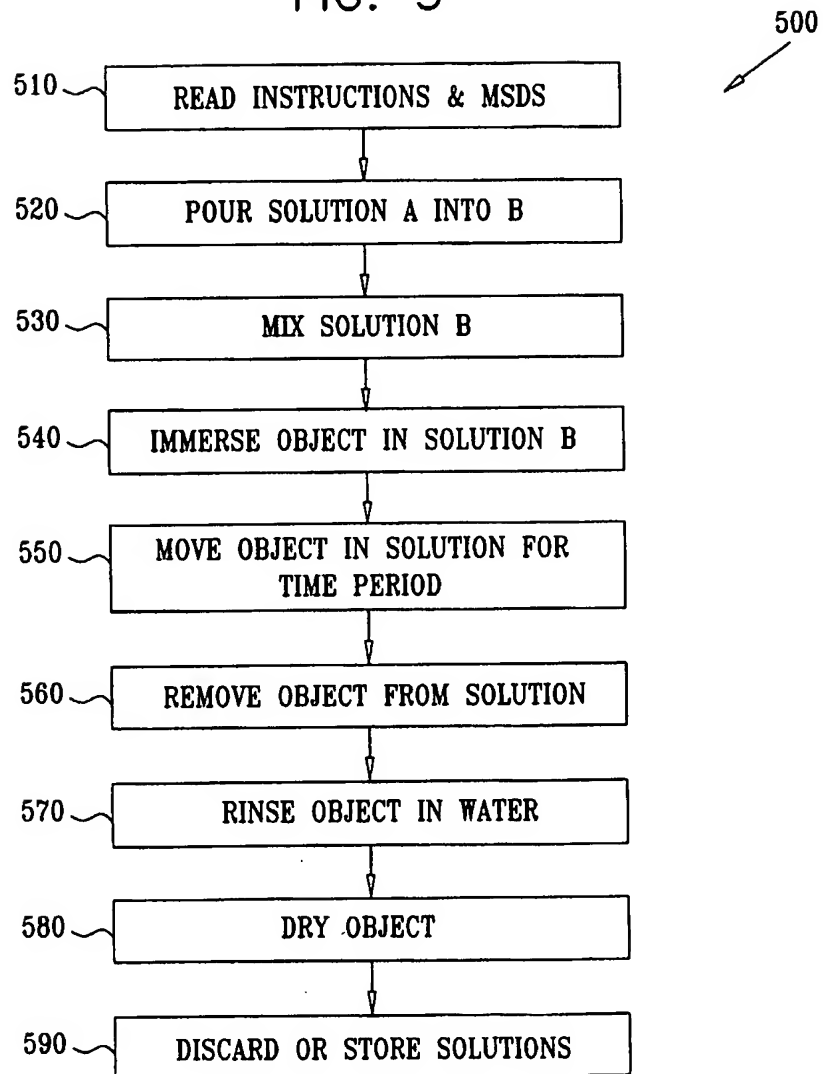 FIG. 5
500
510 READ INSTRUCTIONS & MSDS
520 POUR SOLUTION A INTO B
530 MIX SOLUTION B
540 IMMERSE OBJECT IN SOLUTION B
550 MOVE OBJECT IN SOLUTION FOR
TIME PERIOD
560 REMOVE OBJECT FROM SOLUTION
570 RINSE OBJECT IN WATER
580 DRY OBJECT
590 DISCARD OR STORE SOLUTIONS